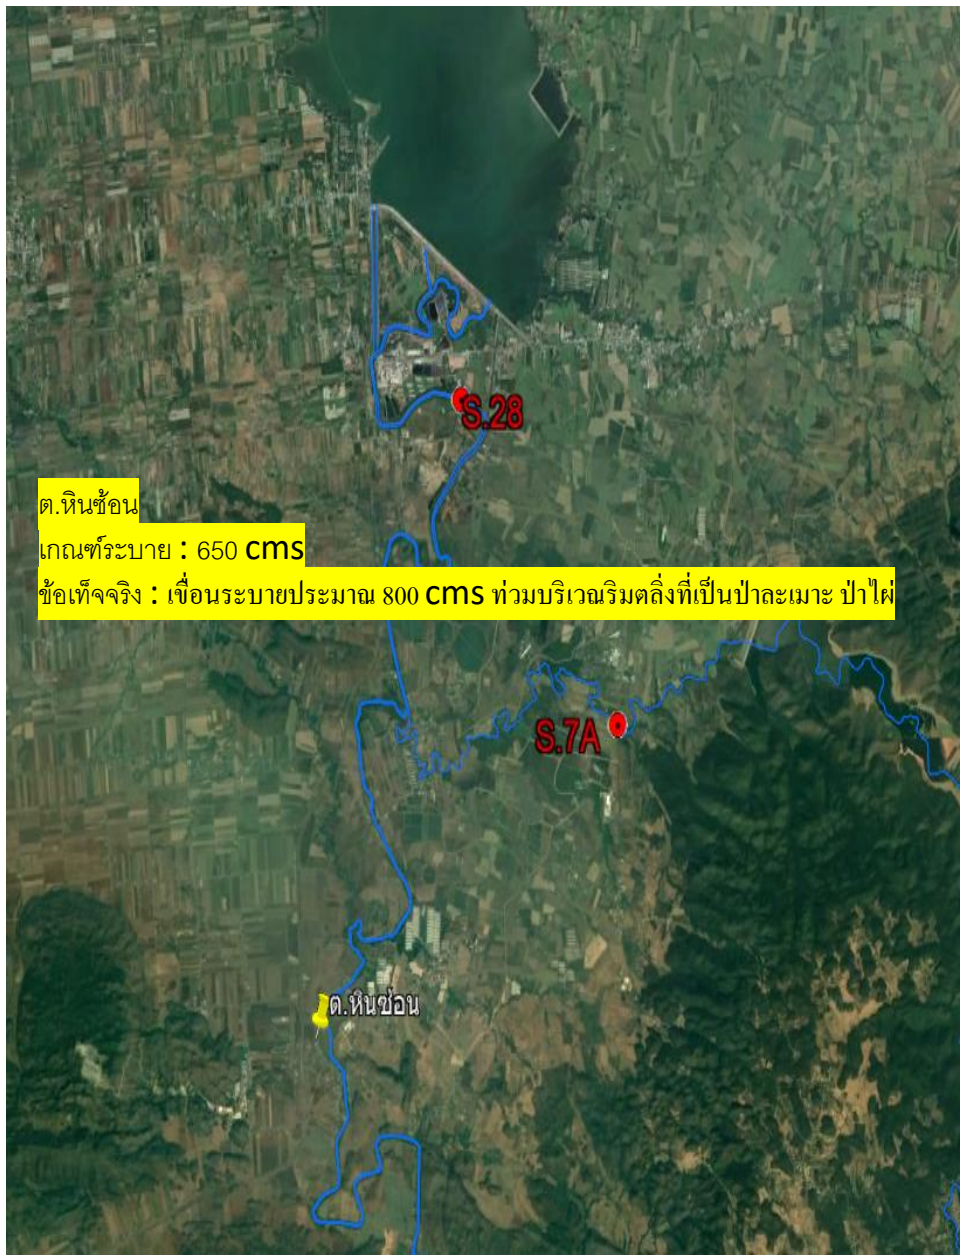 S.28
ต.หินซ้อน
เกณฑ์ระบาย : 650 cms
ข้อเท็จจริง : เขื่อนระบายประมาณ 800 cms ท่วมบริเวณริมตลิ่งที่เป็นป่าละเมาะ ป่าไผ่
S.7A
ต.หินซ้อน